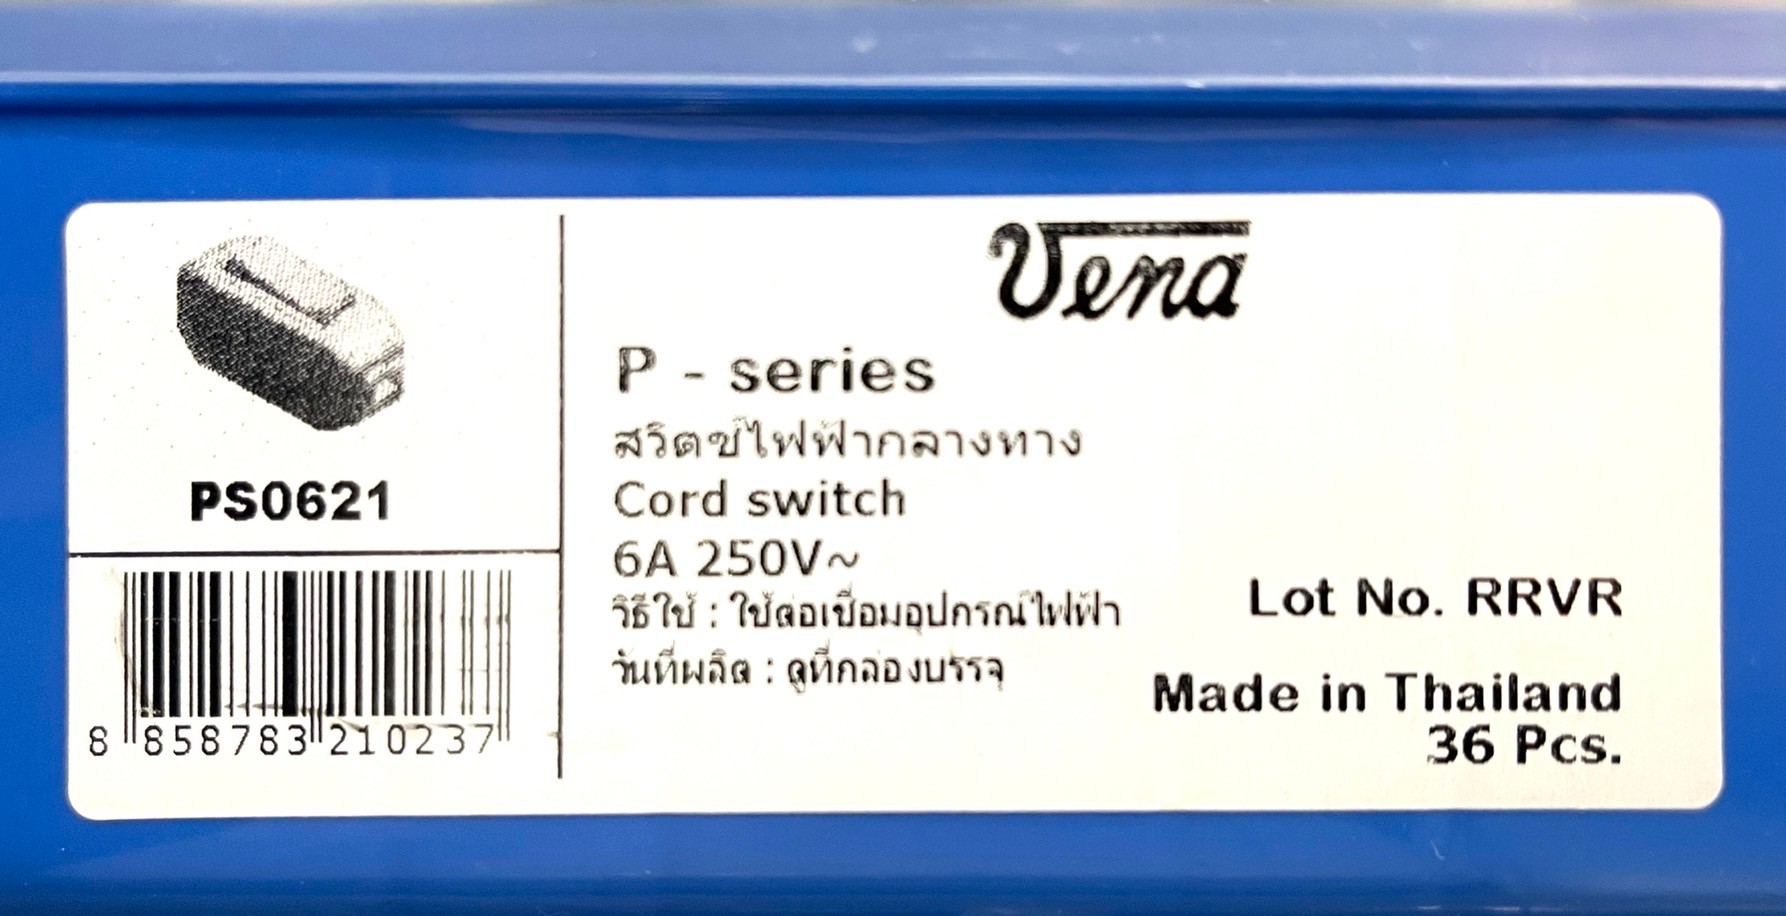 Vena
PS0621
8 858783 210237
P - series
สวิตช์ไฟฟ้ากลางทาง
Cord switch
6A 250V~
วิธีใช้ : ใช้ต่อเชื่อมอุปกรณ์ไฟฟ้า
วันที่ผลิต : ดูที่กล่องบรรจุ
Lot No. RRVR
Made in Thailand
36 Pcs.